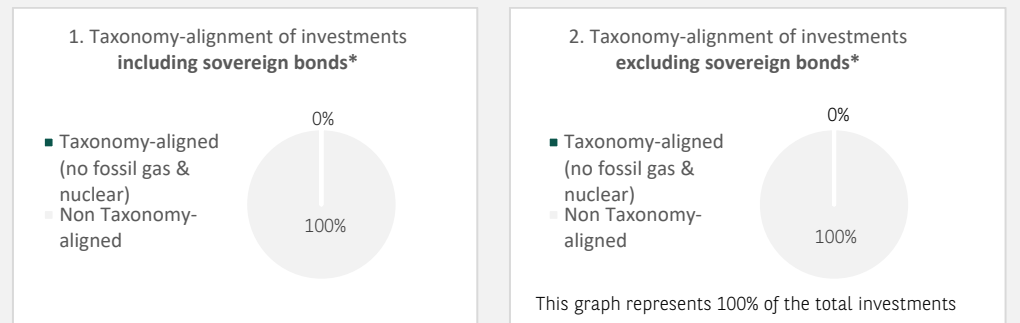 1. Taxonomy-alignment of investments
including sovereign bonds*
0%
Taxonomy-aligned
(no fossil gas &
nuclear)
Non Taxonomy-
aligned
100%
2. Taxonomy-alignment of investments
excluding sovereign bonds*
0%
Taxonomy-aligned
(no fossil gas &
nuclear)
Non Taxonomy-
aligned
100%
This graph represents 100% of the total investments